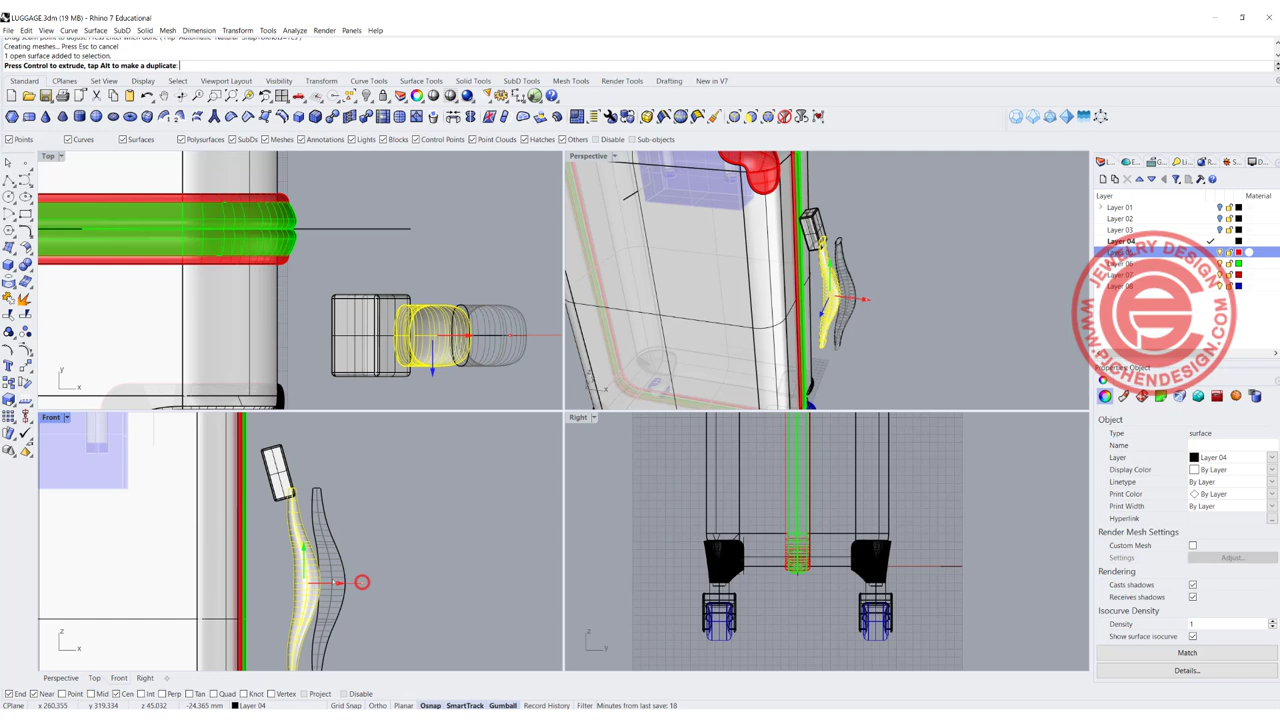 LUGGAGE.3dm (19 MB) - Rhino 7 Educational
File Edit View Curve Surface SubD Solid Mesh Dimension Transform Tools Analyze Render Panels Help
Creating meshes... Press Esc to cancel
1 open surface added to selection.
Press Control to extrude, tap Alt to make a duplicate:
Standard CPlanes Set View Display Select Viewport Layout Visibility Transform Curve Tools Surface Tools Solid Tools SubD Tools Mesh Tools Render Tools Drafting New in V7
Points Curves Surfaces Polysurfaces SubDs Meshes Annotations Lights Blocks Control Points Point Clouds Hatches Others Disable Sub-objects
Top
Perspective
Layer Material
Layer 01
Layer 02
Layer 03
Layer 04
JEWELRY DESIGN
WWW.PJCHENDESIGN.COM
y
x
Front
Right
z
x
z
y
Properties: Object
Object
Type surface
Name
Layer Layer 04
Display Color By Layer
Linetype By Layer
Print Color By Layer
Print Width By Layer
Hyperlink
Render Mesh Settings
Custom Mesh
Settings Adjust...
Rendering
Casts shadows
Receives shadows
Isocurve Density
Density 1
Show surface isocurve
Match
Details...
Perspective Top Front Right
End Near Point Mid Cen Int Perp Tan Quad Knot Vertex Project Disable
CPlane x 260.355 y 319.334 z 45.032 -24.365 mm Layer 04 Grid Snap Ortho Planar Osnap SmartTrack Gumball Record History Filter Minutes from last save: 18